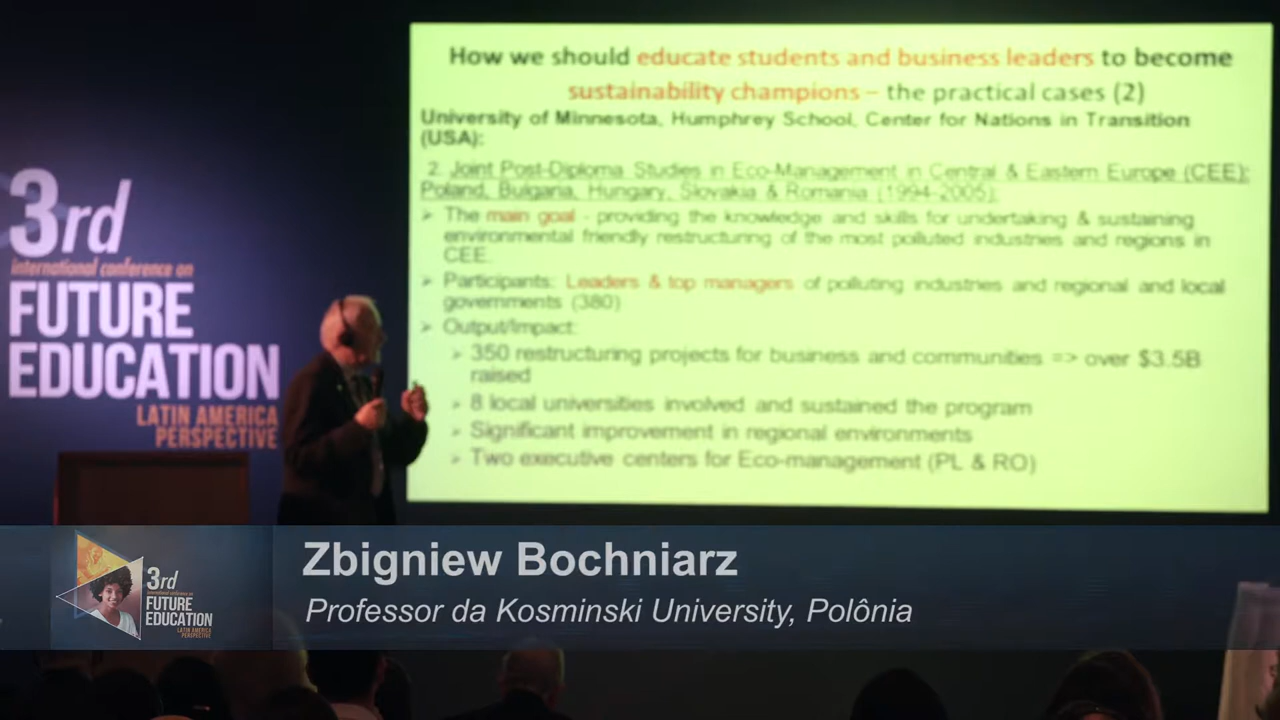 How we should educate students and business leaders to become
sustainability champions – the practical cases (2)
University of Minnesota, Humphrey School, Center for Nations in Transition
(USA):
2. Joint Post-Diploma Studies in Eco-Management in Central & Eastern Europe (CEE):
Poland, Bulgaria, Hungary, Slovakia & Romania (1994-2005):
➢ The main goal - providing the knowledge and skills for undertaking & sustaining
environmental friendly restructuring of the most polluted industries and regions in
CEE.
➢ Participants: Leaders & top managers of polluting industries and regional and local
governments (380)
➢ Output/Impact:
➢ 350 restructuring projects for business and communities => over $3.5B
raised
➢ 8 local universities involved and sustained the program
➢ Significant improvement in regional environments
➢ Two executive centers for Eco-management (PL & RO)
3rd
international conference on
FUTURE
EDUCATION
LATIN AMERICA
PERSPECTIVE
Zbigniew Bochniarz
Professor da Kosminski University, Polônia
3rd
international conference on
FUTURE
EDUCATION
LATIN AMERICA
PERSPECTIVE